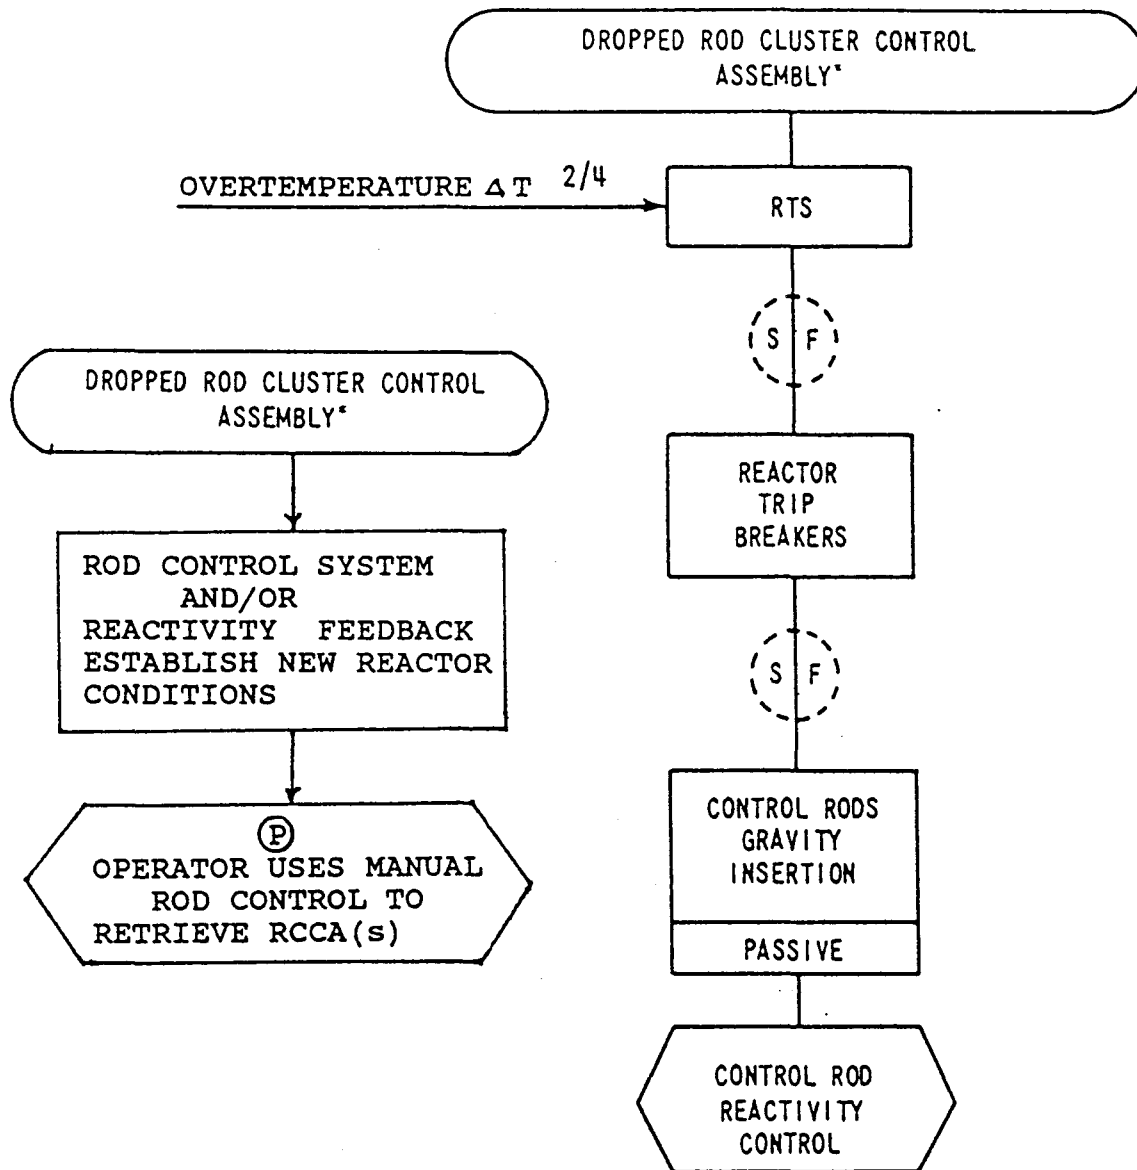 DROPPED ROD CLUSTER CONTROL
ASSEMBLY*
OVERTEMPERATURE Δ T 2/4
RTS
S F
DROPPED ROD CLUSTER CONTROL
ASSEMBLY*
REACTOR
TRIP
BREAKERS
ROD CONTROL SYSTEM
AND/OR
REACTIVITY FEEDBACK
ESTABLISH NEW REACTOR
CONDITIONS
S F
P
OPERATOR USES MANUAL
ROD CONTROL TO
RETRIEVE RCCA(s)
CONTROL RODS
GRAVITY
INSERTION
PASSIVE
CONTROL ROD
REACTIVITY
CONTROL